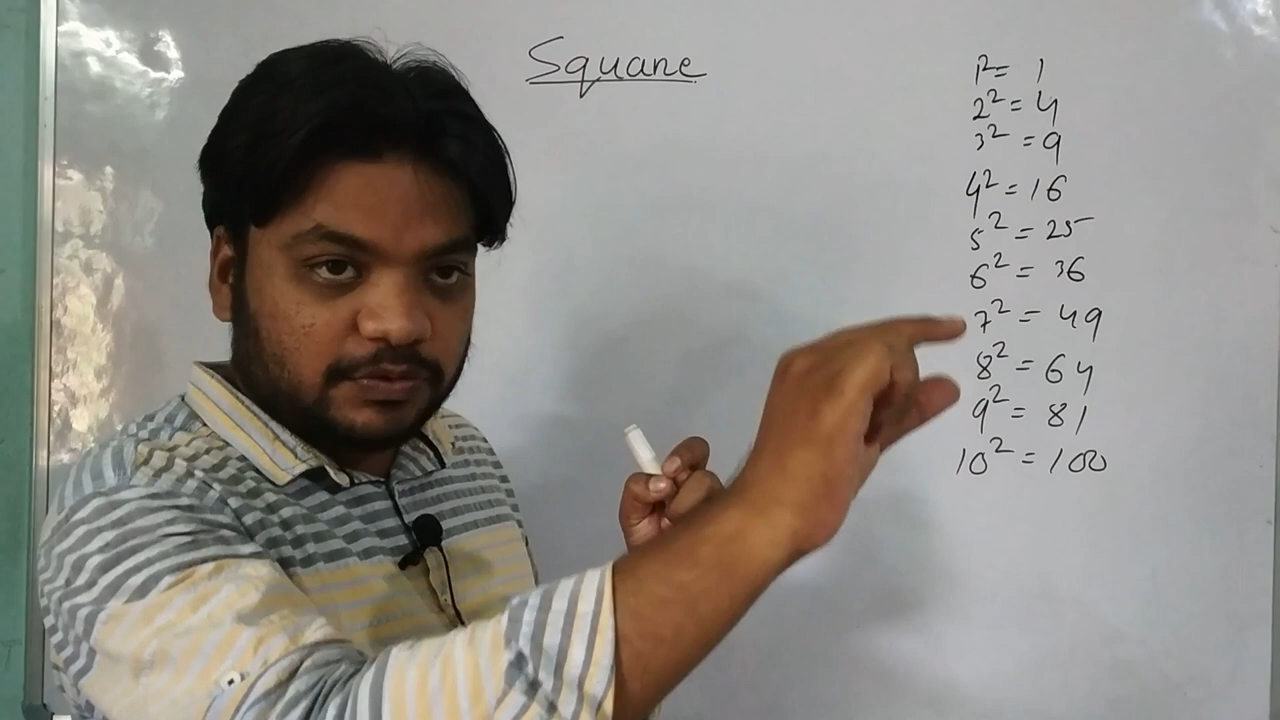 Square
1² = 1
2² = 4
3² = 9
4² = 16
5² = 25
6² = 36
7² = 49
8² = 64
9² = 81
10² = 100